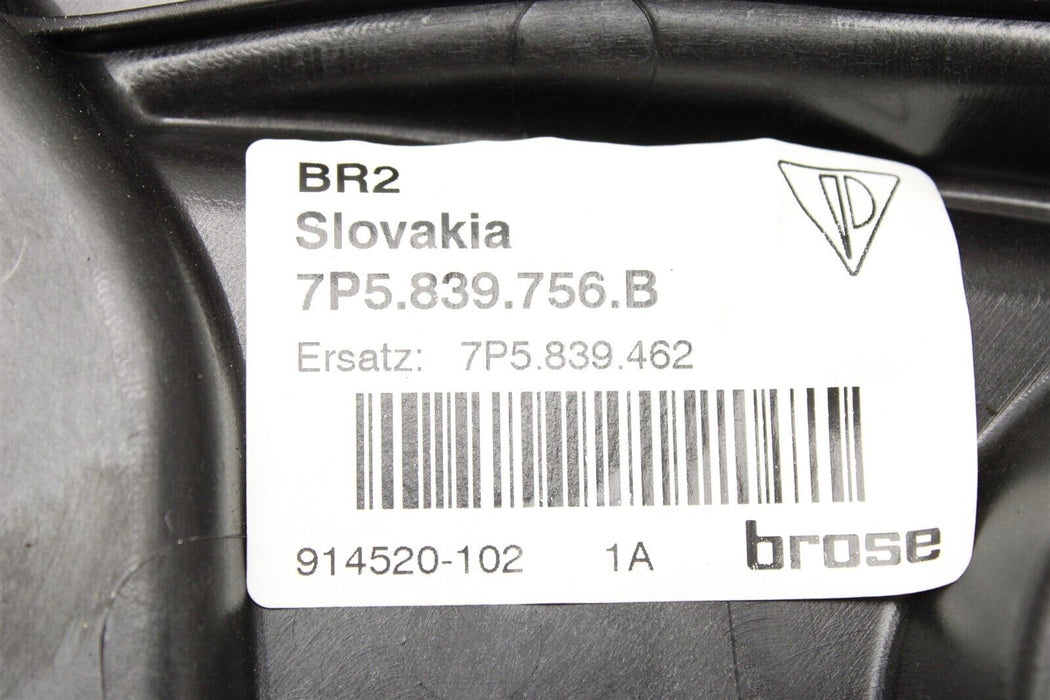 BR2
Slovakia
7P5.839.756.B
Ersatz: 7P5.839.462
914520-102 1A brose